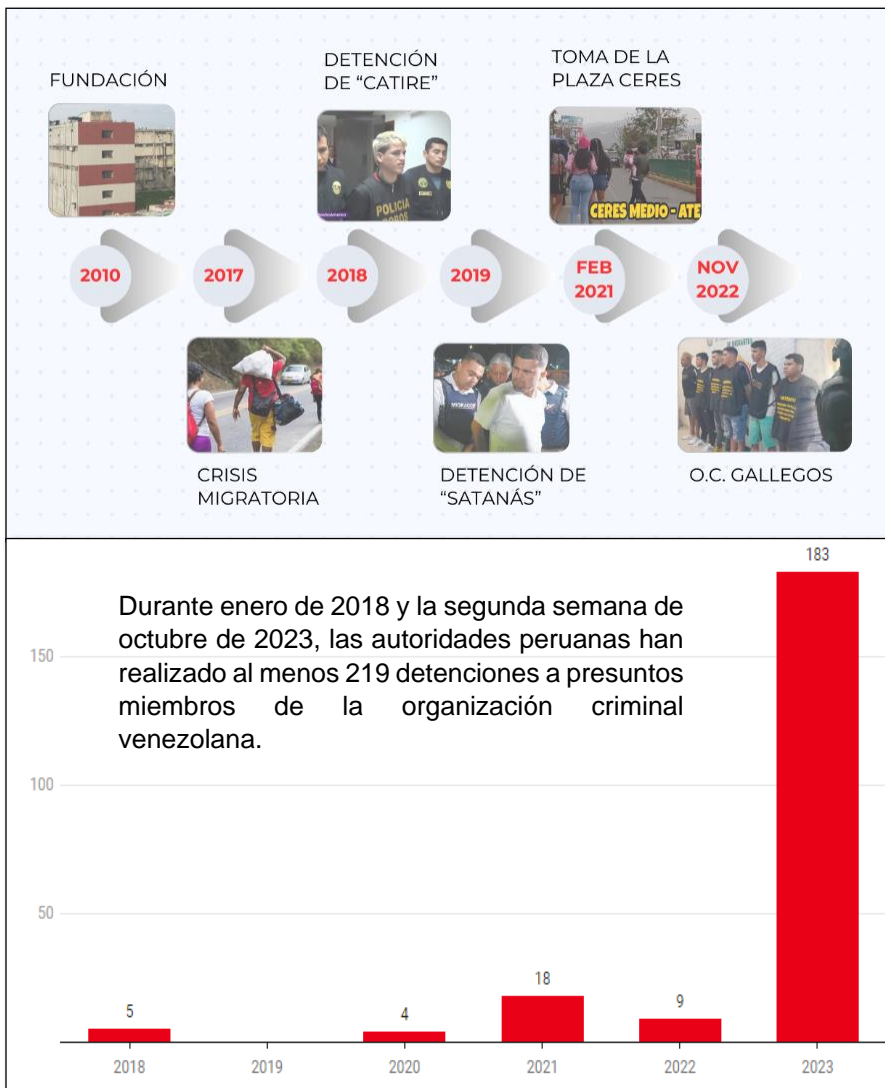 FUNDACIÓN
DETENCIÓN
DE “CATIRE”
TOMA DE LA
PLAZA CERES
POLICIA
CERES MEDIO - ATE
2010
2017
2018
2019
FEB
2021
NOV
2022
CRISIS
MIGRATORIA
DETENCIÓN DE
“SATANÁS”
O.C. GALLEGOS
183
Durante enero de 2018 y la segunda semana de
octubre de 2023, las autoridades peruanas han
realizado al menos 219 detenciones a presuntos
miembros de la organización criminal
venezolana.
150
100
50
5
4
18
9
2018
2019
2020
2021
2022
2023